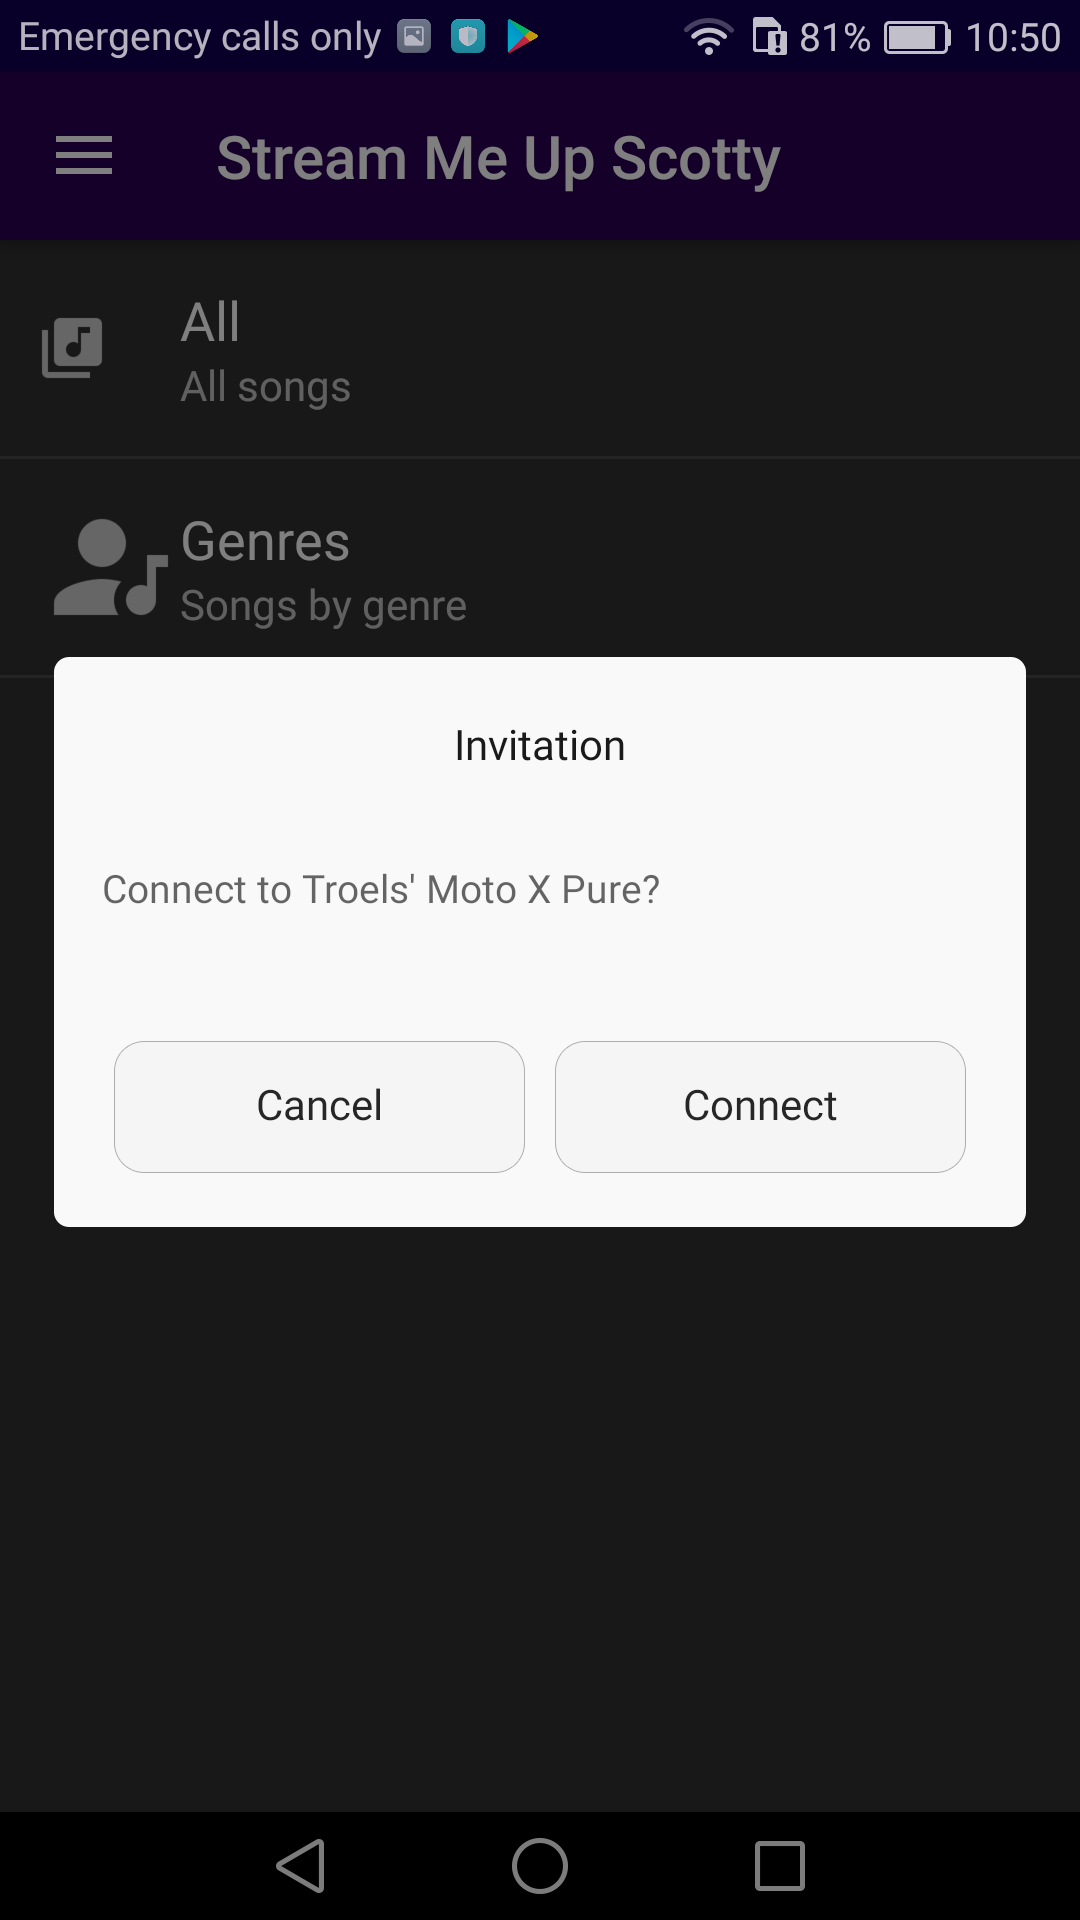 Emergency calls only 81% 10:50
Stream Me Up Scotty
All
All songs
Genres
Songs by genre
Invitation
Connect to Troels' Moto X Pure?
Cancel Connect